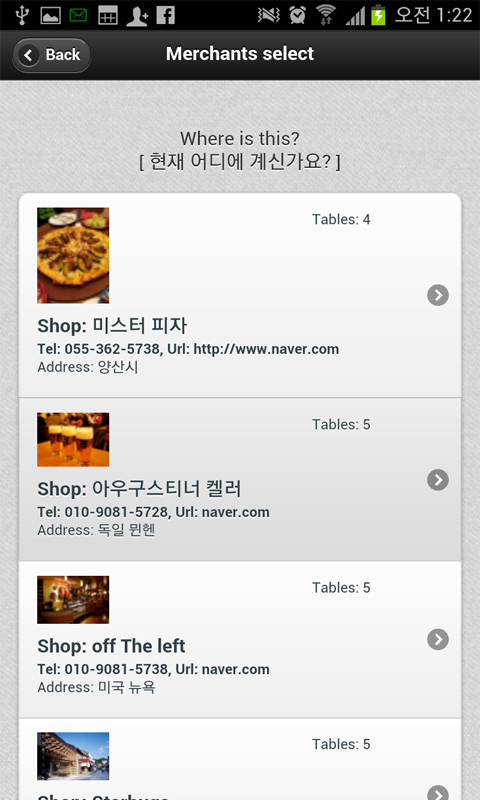 오전 1:22
Back
Merchants select
Where is this?
[ 현재 어디에 계신가요? ]
Tables: 4
Shop: 미스터 피자
Tel: 055-362-5738, Url: http://www.naver.com
Address: 양산시
Tables: 5
Shop: 아우구스티너 켈러
Tel: 010-9081-5728, Url: naver.com
Address: 독일 뮌헨
Tables: 5
Shop: off The left
Tel: 010-9081-5738, Url: naver.com
Address: 미국 뉴욕
Tables: 5
Shop: